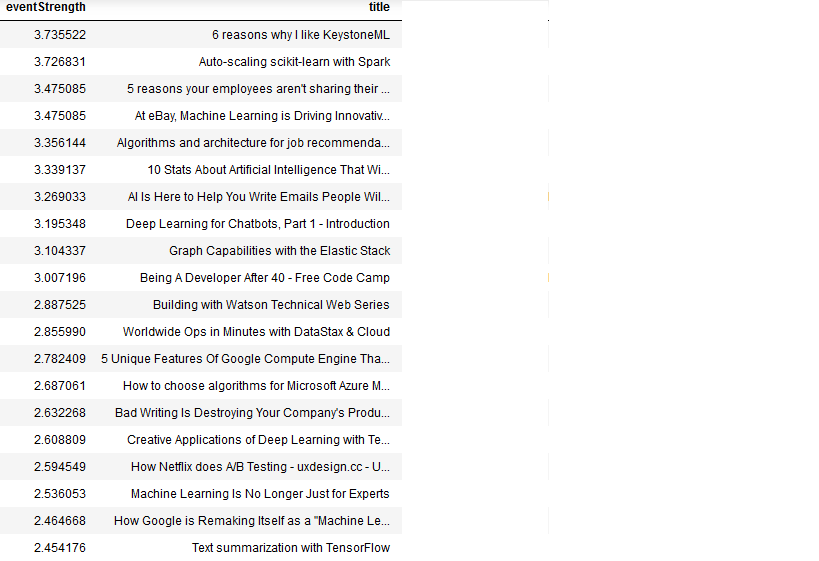 eventStrength title
3.735522 6 reasons why I like KeystoneML
3.726831 Auto-scaling scikit-learn with Spark
3.475085 5 reasons your employees aren't sharing their ...
3.475085 At eBay, Machine Learning is Driving Innovativ...
3.356144 Algorithms and architecture for job recommenda...
3.339137 10 Stats About Artificial Intelligence That Wi...
3.269033 AI Is Here to Help You Write Emails People Wil...
3.195348 Deep Learning for Chatbots, Part 1 - Introduction
3.104337 Graph Capabilities with the Elastic Stack
3.007196 Being A Developer After 40 - Free Code Camp
2.887525 Building with Watson Technical Web Series
2.855990 Worldwide Ops in Minutes with DataStax & Cloud
2.782409 5 Unique Features Of Google Compute Engine Tha...
2.687061 How to choose algorithms for Microsoft Azure M...
2.632268 Bad Writing Is Destroying Your Company's Produ...
2.608809 Creative Applications of Deep Learning with Te...
2.594549 How Netflix does A/B Testing - uxdesign.cc - U...
2.536053 Machine Learning Is No Longer Just for Experts
2.464668 How Google is Remaking Itself as a "Machine Le...
2.454176 Text summarization with TensorFlow